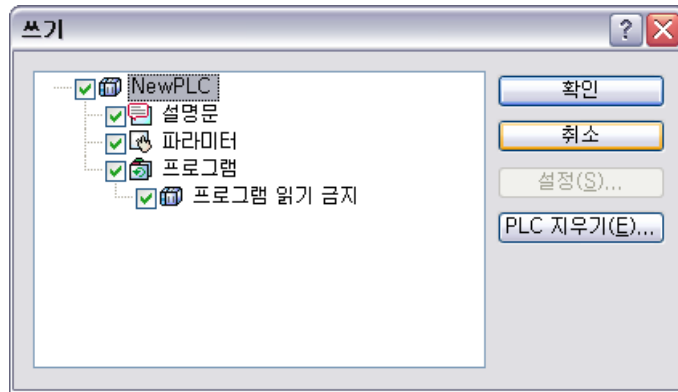 쓰기
NewPLC
설명문
파라미터
프로그램
프로그램 읽기 금지
확인
취소
설정(S)...
PLC 지우기(E)...